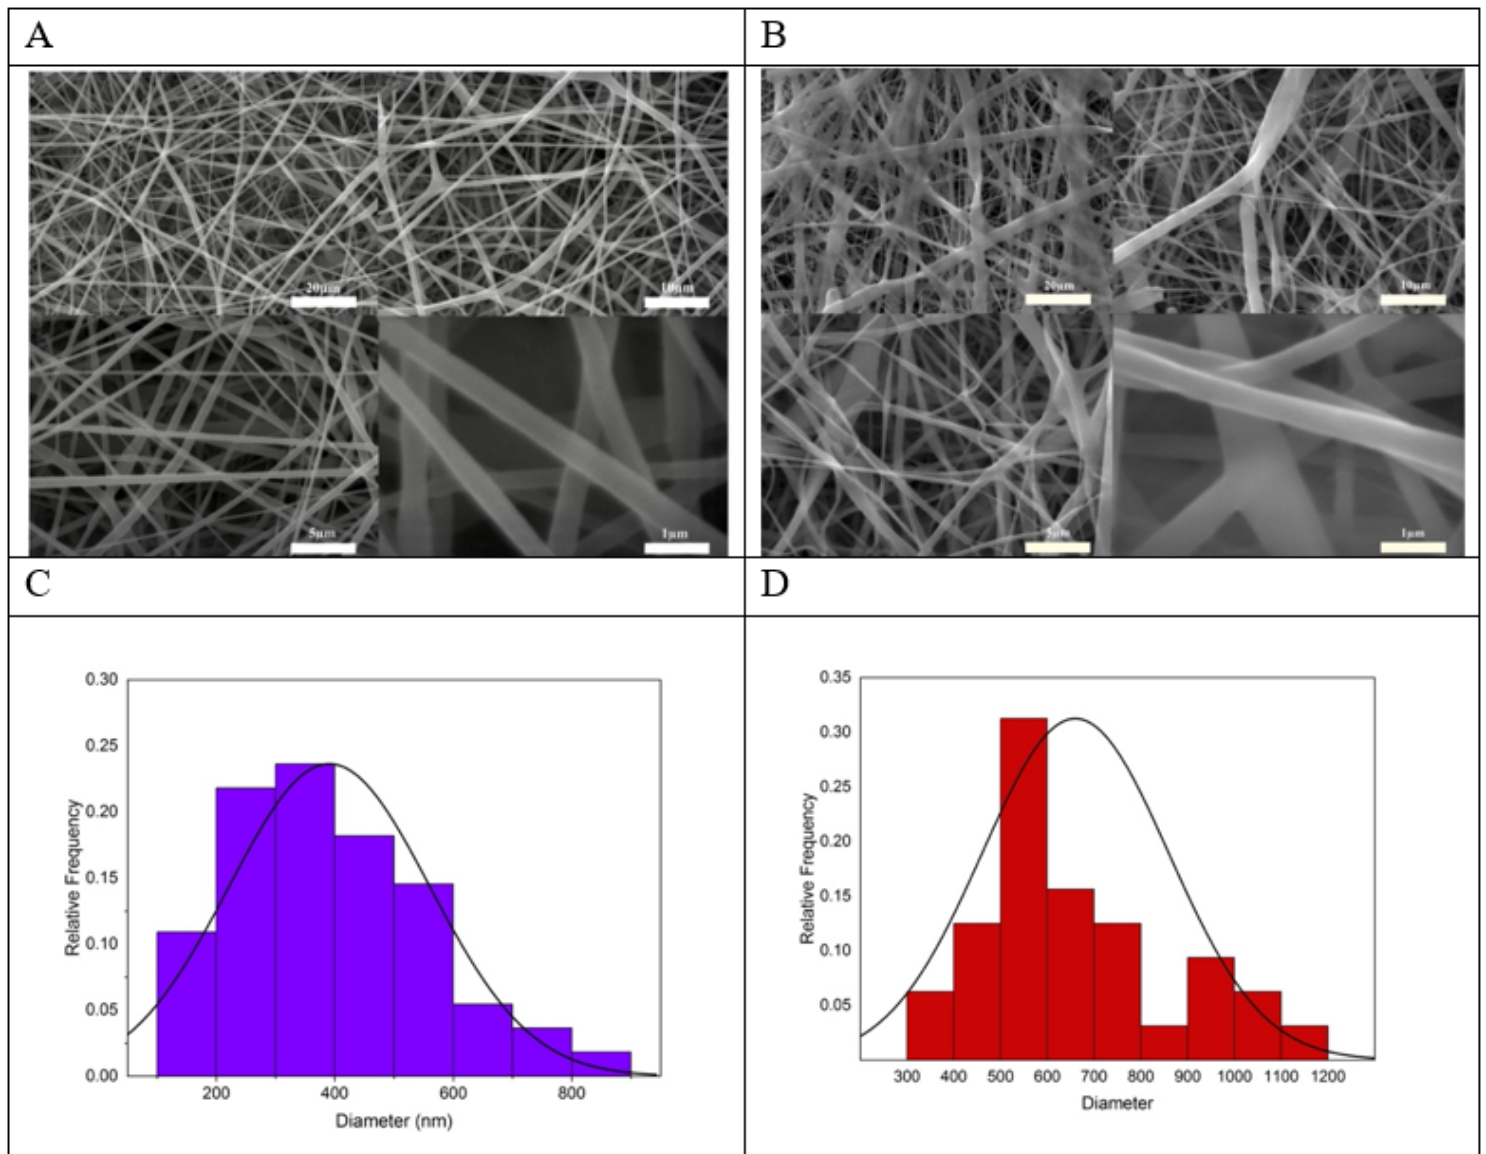 A
B
20μm
10μm
5μm
1μm
20μm
10μm
5μm
1μm
C
D
0.30
0.25
0.20
0.15
0.10
0.05
0.00
Relative Frequency
200 400 600 800
Diameter (nm)
0.35
0.30
0.25
0.20
0.15
0.10
0.05
Relative Frequency
300 400 500 600 700 800 900 1000 1100 1200
Diameter